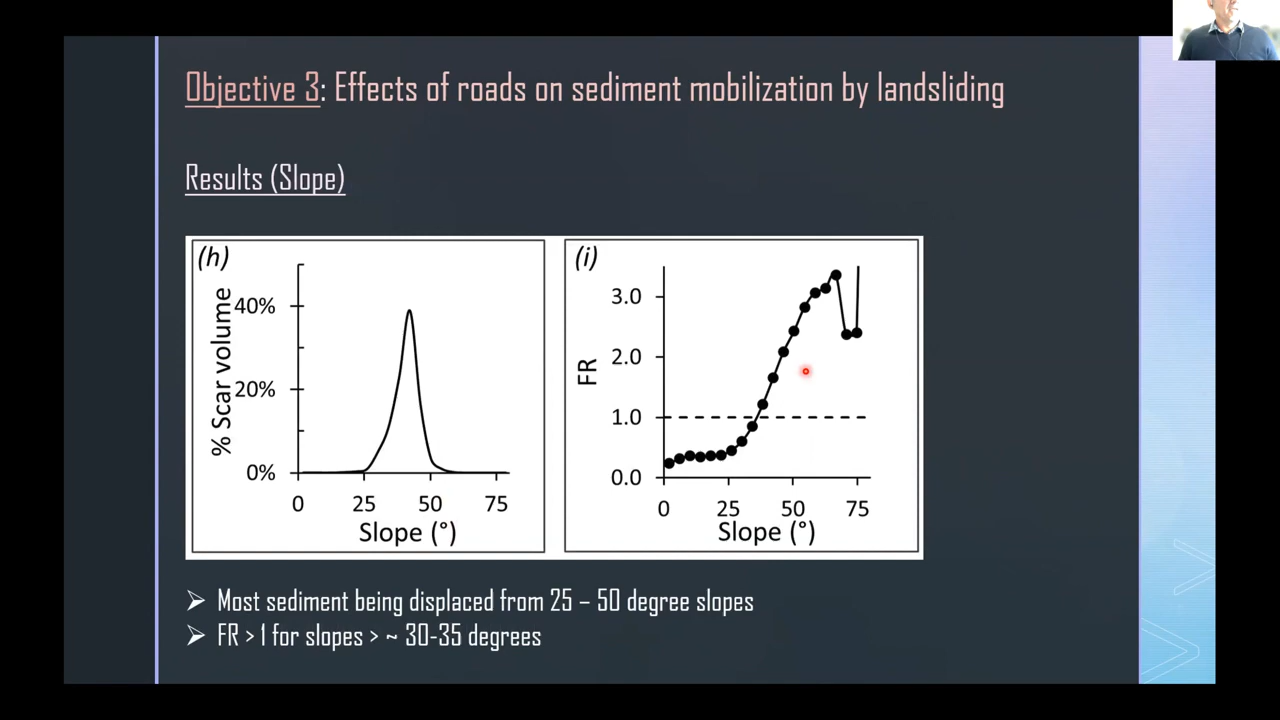 Objective 3: Effects of roads on sediment mobilization by landsliding
Results (Slope)
(h)
% Scar volume
40%
20%
0%
0 25 50 75
Slope (°)
(i)
FR
3.0
2.0
1.0
0.0
0 25 50 75
Slope (°)
➢ Most sediment being displaced from 25 – 50 degree slopes
➢ FR > 1 for slopes > ~ 30-35 degrees